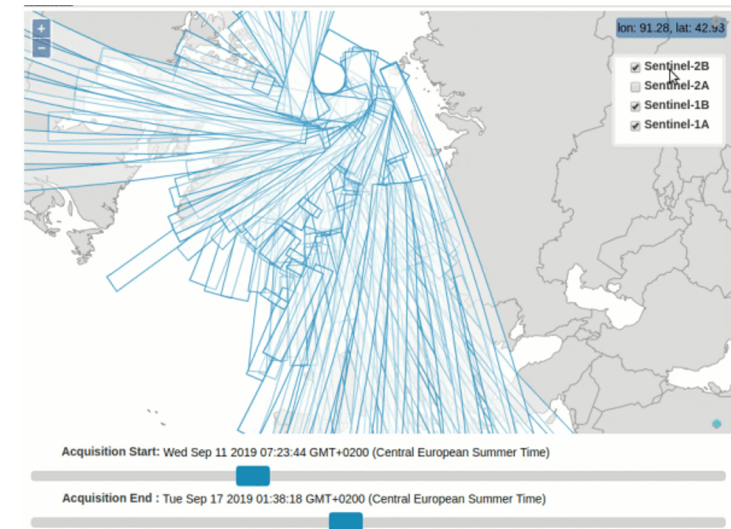 +
lon: 91.28, lat: 42.93
−
Sentinel-2B
Sentinel-2A
Sentinel-1B
Sentinel-1A
Acquisition Start: Wed Sep 11 2019 07:23:44 GMT+0200 (Central European Summer Time)
Acquisition End : Tue Sep 17 2019 01:38:18 GMT+0200 (Central European Summer Time)